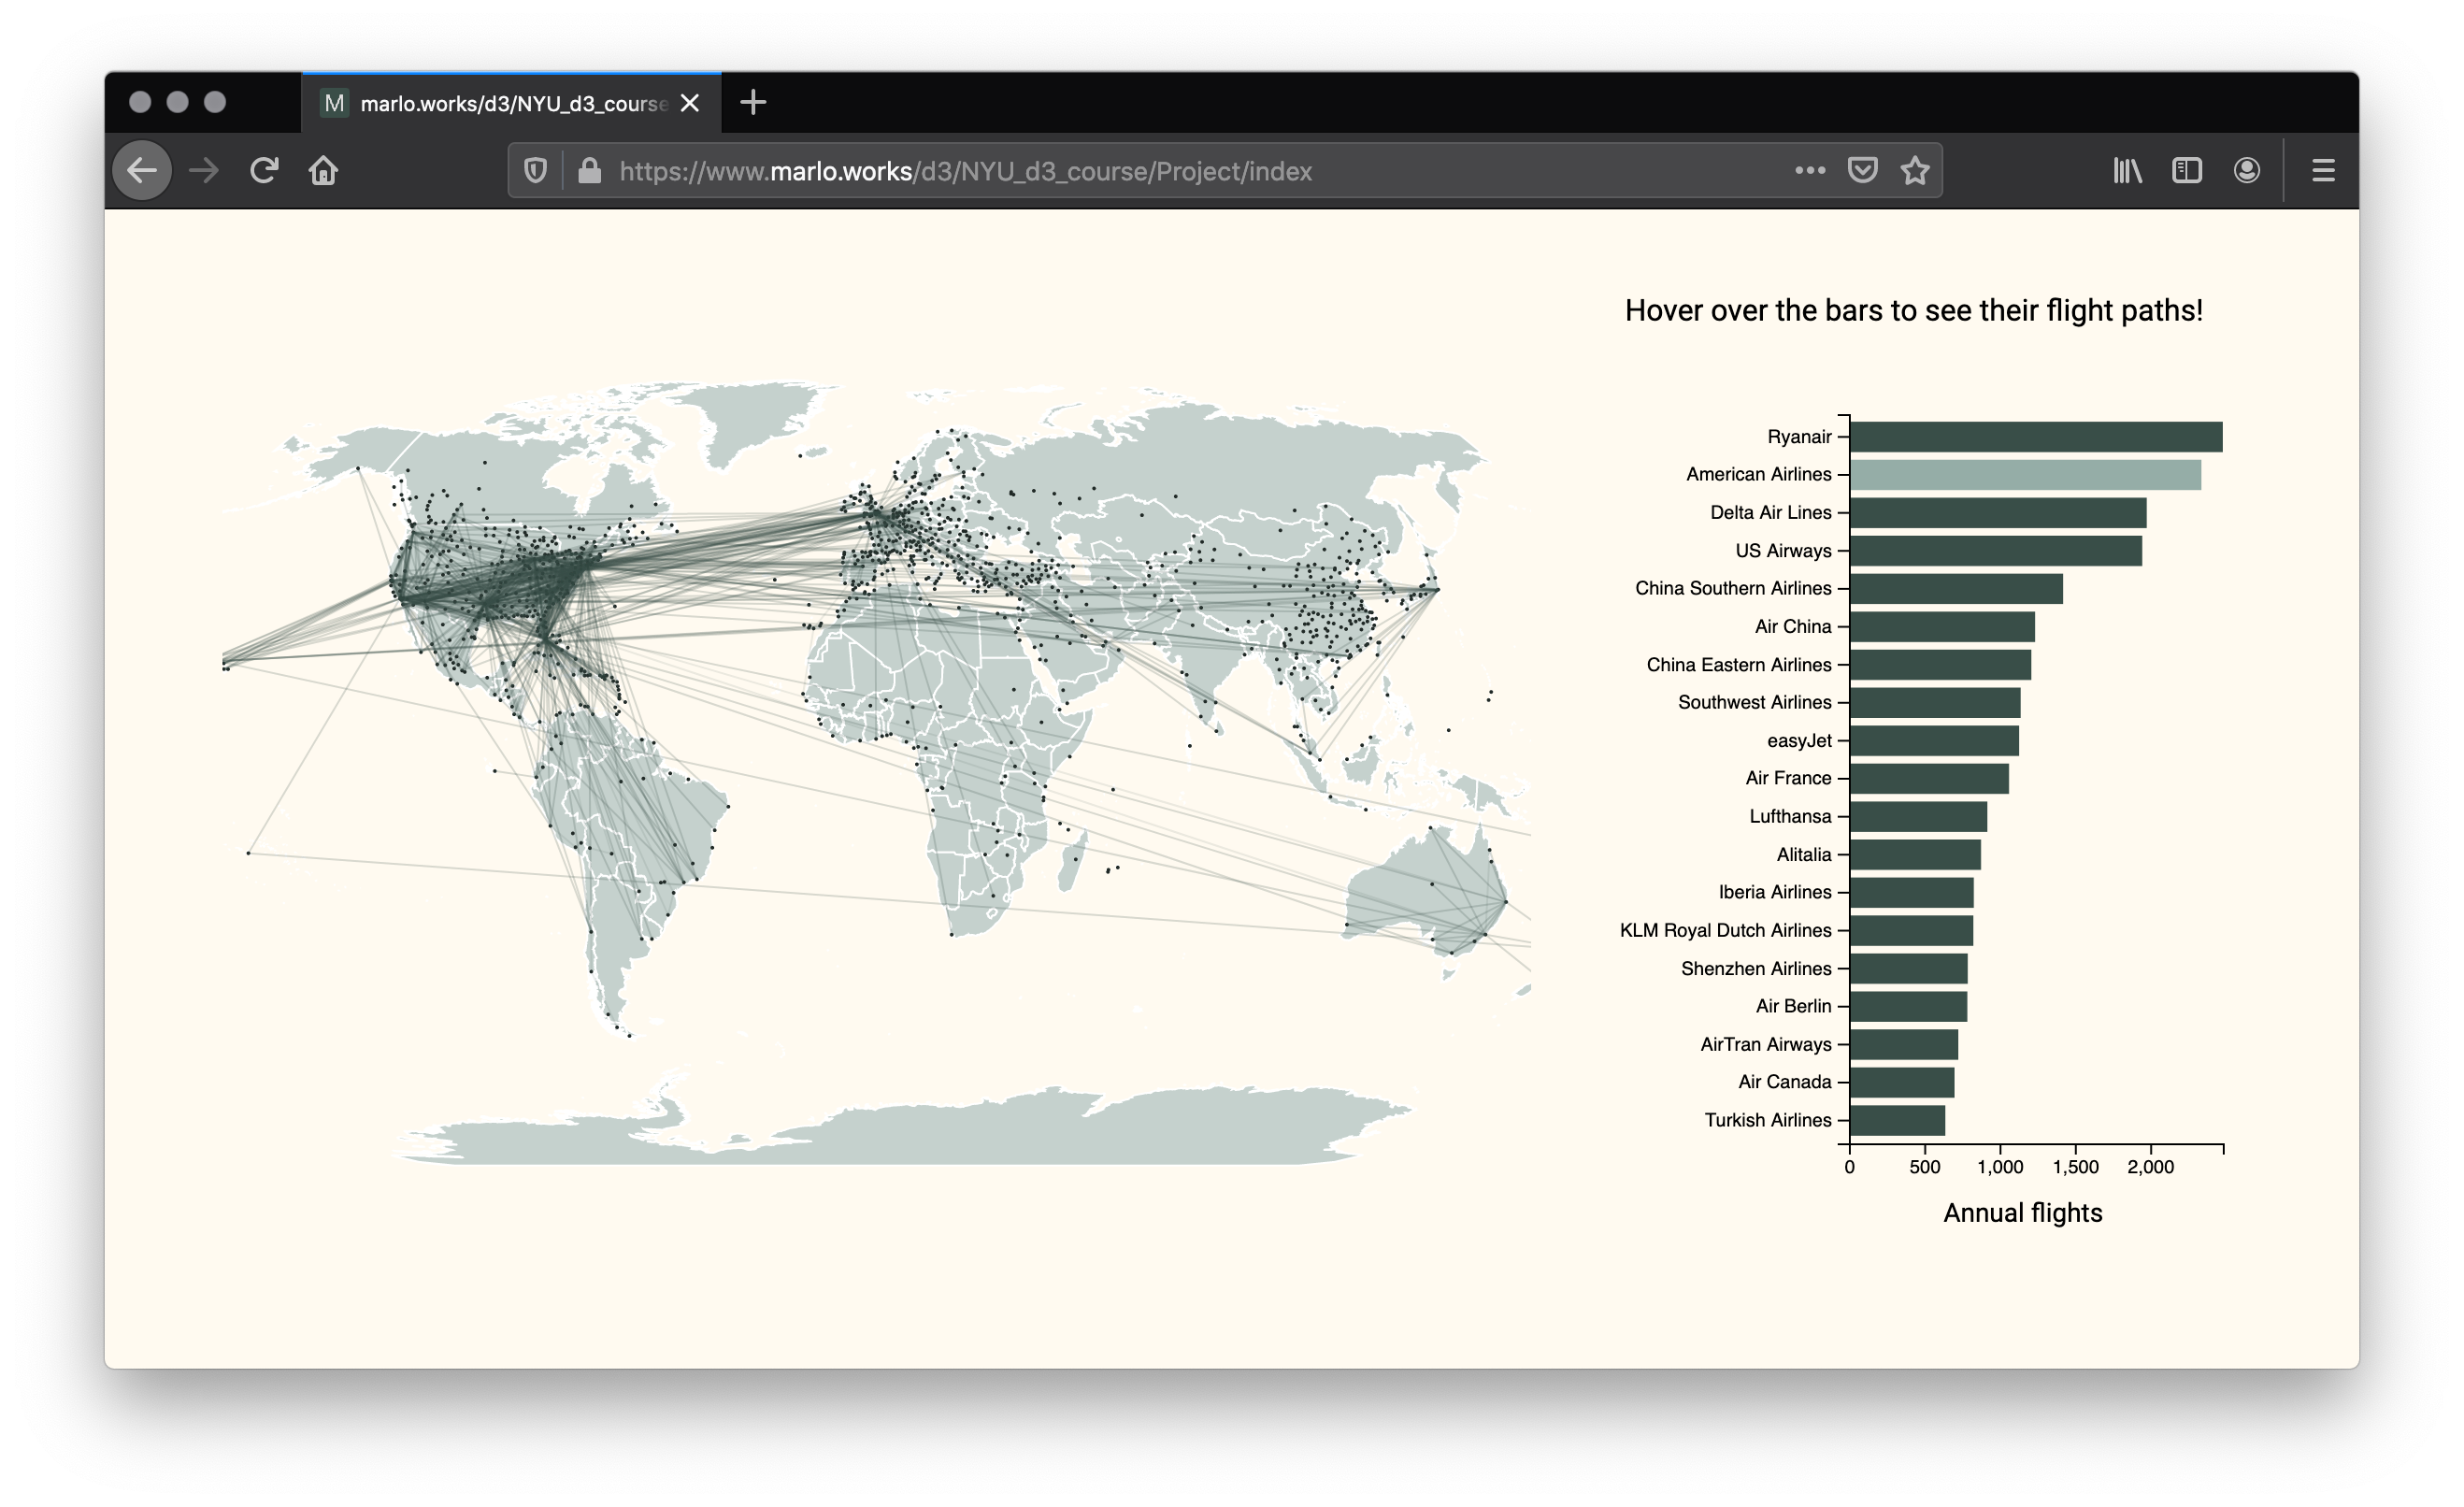 M marlo.works/d3/NYU_d3_course
https://www.marlo.works/d3/NYU_d3_course/Project/index
Hover over the bars to see their flight paths!
Ryanair
American Airlines
Delta Air Lines
US Airways
China Southern Airlines
Air China
China Eastern Airlines
Southwest Airlines
easyJet
Air France
Lufthansa
Alitalia
Iberia Airlines
KLM Royal Dutch Airlines
Shenzhen Airlines
Air Berlin
AirTran Airways
Air Canada
Turkish Airlines
0 500 1,000 1,500 2,000
Annual flights